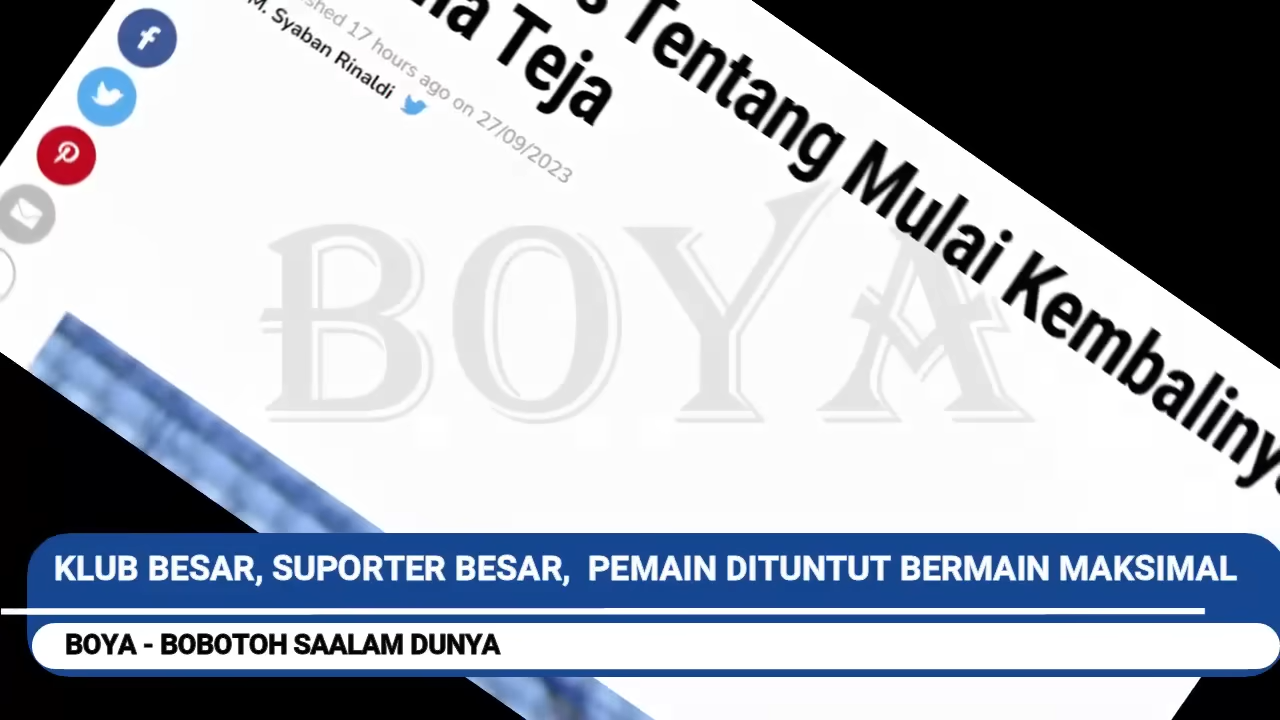 Tentang Mulai
Teja
17 hours ago on 27/09/2023
M. Syaban Rinaldi
BOYA
KLUB BESAR, SUPORTER BESAR, PEMAIN DITUNTUT BERMAIN MAKSIMAL
BOYA - BOBOTOH SAALAM DUNYA